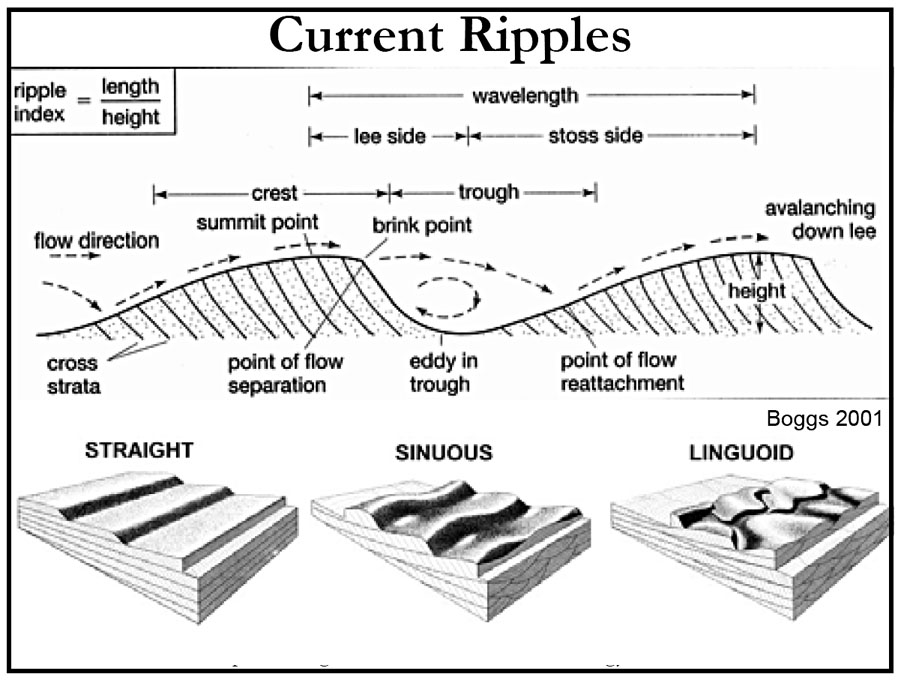 Current Ripples
ripple index = length / height
wavelength
lee side
stoss side
crest
trough
summit point
brink point
avalanching
down lee
flow direction
height
cross
strata
point of flow
separation
eddy in
trough
point of flow
reattachment
Boggs 2001
STRAIGHT
SINUOUS
LINGUOID